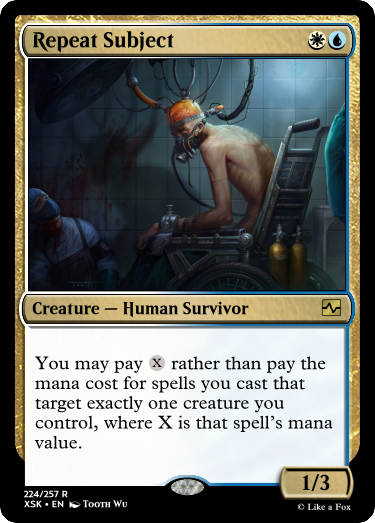 Repeat Subject
Creature — Human Survivor
You may pay X rather than pay the
mana cost for spells you cast that
target exactly one creature you
control, where X is that spell's mana
value.
1/3
224/257 R
XSK • EN Tooth Wu
© Like a Fox